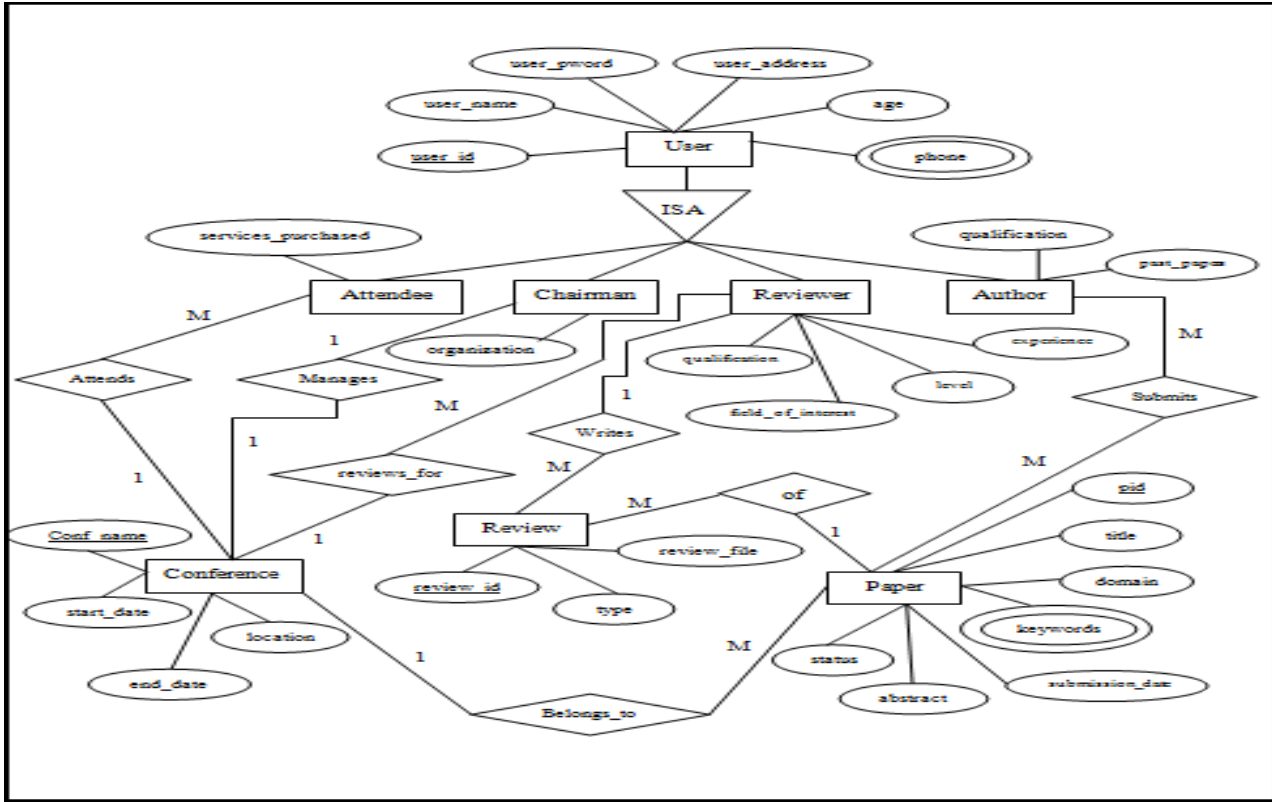 user_pword
user_address
user_name
age
User
user_id
phone
ISA
services_purchased
qualification
past_papes
Attendee
Chairman
Reviewer
Author
M
1
organization
M
experience
qualification
Attends
Manages
level
1
M
field_of_interest
Submits
1
Writes
M
M
reviews_for
of
1
M
pid
Review
1
1
title
Conf_name
review_file
Conference
Paper
domain
review_id
type
start_date
location
keywords
1
M
status
end_date
abstract
submission_date
Belongs_to